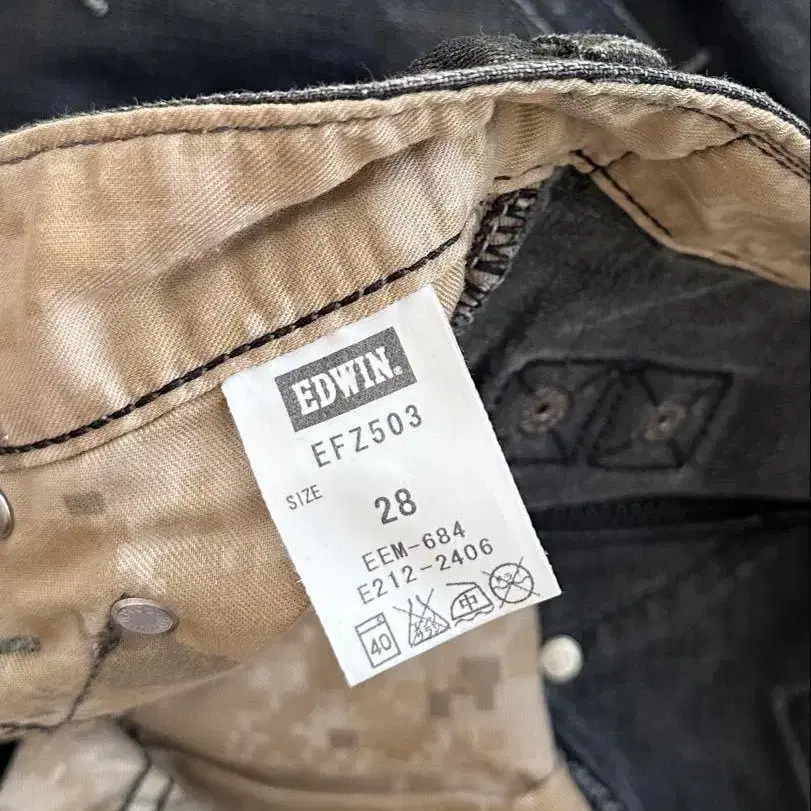 EDWIN®
EFZ503
SIZE 28
EEM-684
E212-2406
40 中